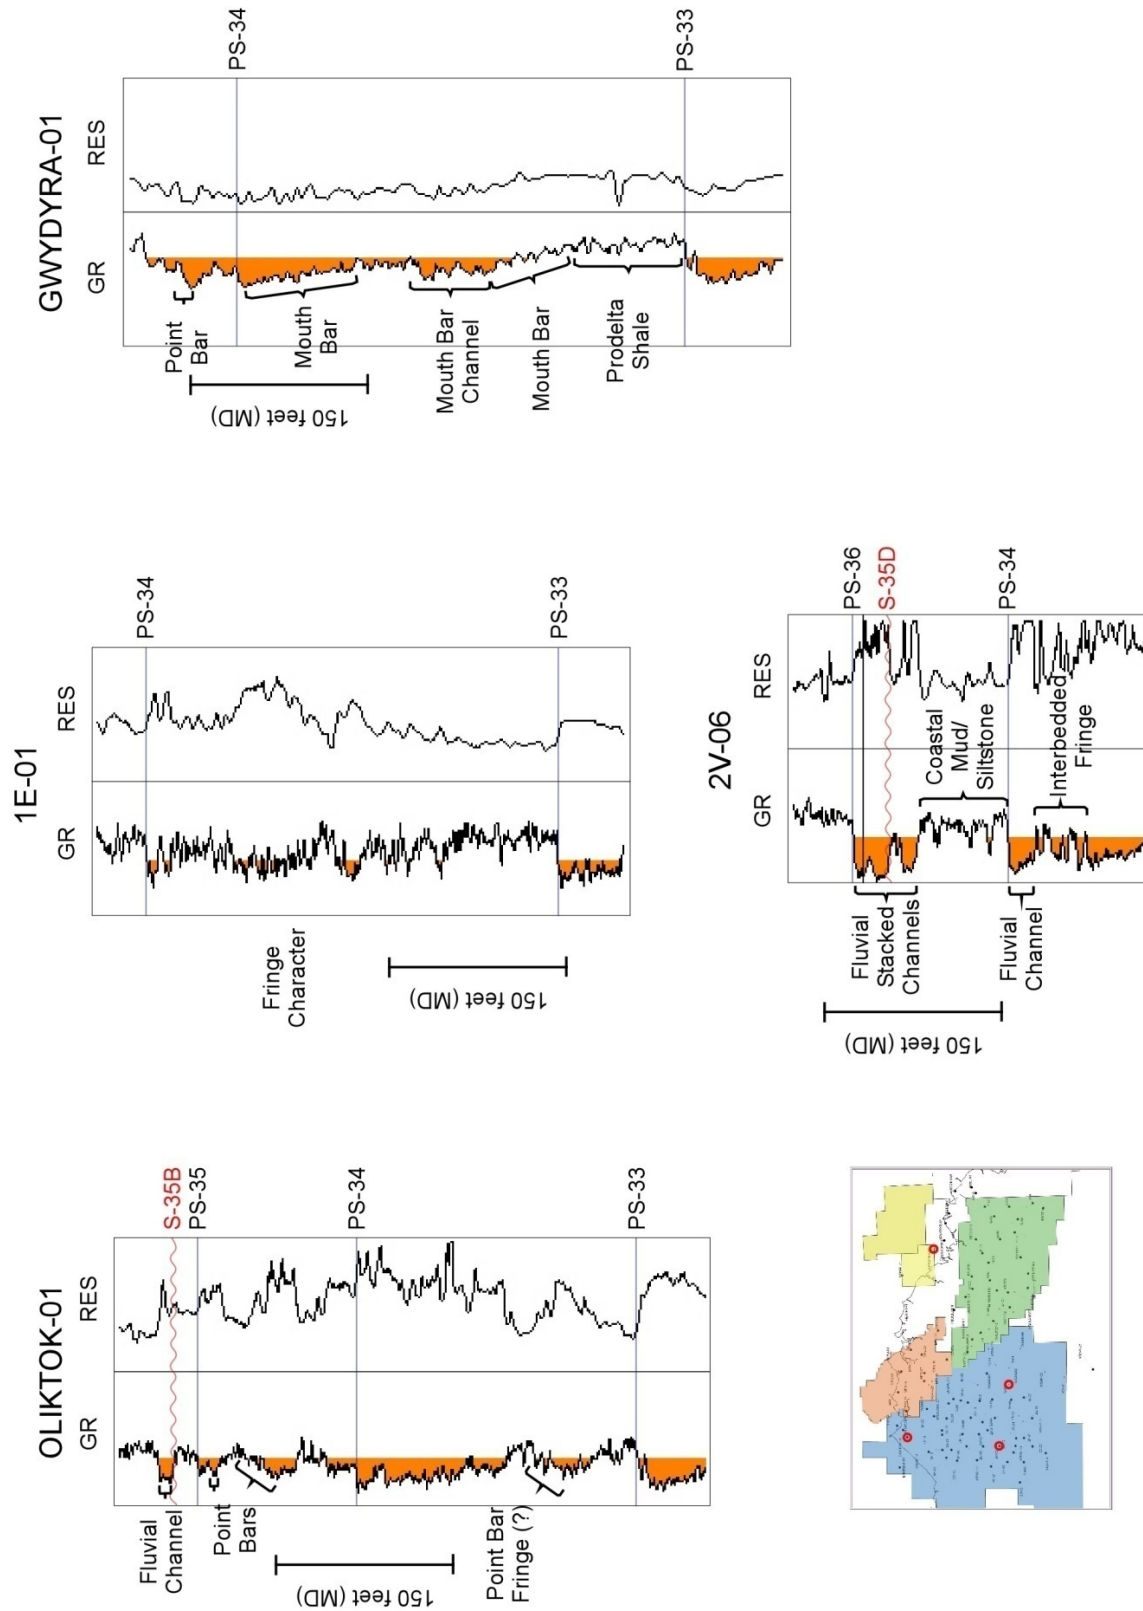 OLIKTOK-01
GR
RES
S-35B
PS-35
PS-34
PS-33
Fluvial
Channel
Point
Bars
Point Bar
Fringe (?)
150 feet (MD)
1E-01
GR
RES
PS-34
PS-33
Fringe
Character
150 feet (MD)
GWYDYRA-01
GR
RES
PS-34
PS-33
Point
Bar
Mouth
Bar
Mouth Bar
Channel
Mouth Bar
Prodelta
Shale
150 feet (MD)
2V-06
GR
RES
PS-36
S-35D
PS-34
Fluvial
Stacked
Channels
Coastal
Mud/
Siltstone
Fluvial
Channel
Interbedded
Fringe
150 feet (MD)